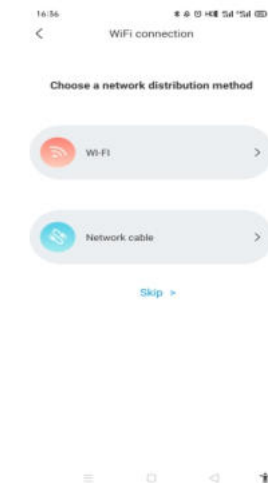 16:56
WiFi connection
Choose a network distribution method
WI-FI
Network cable
Skip >